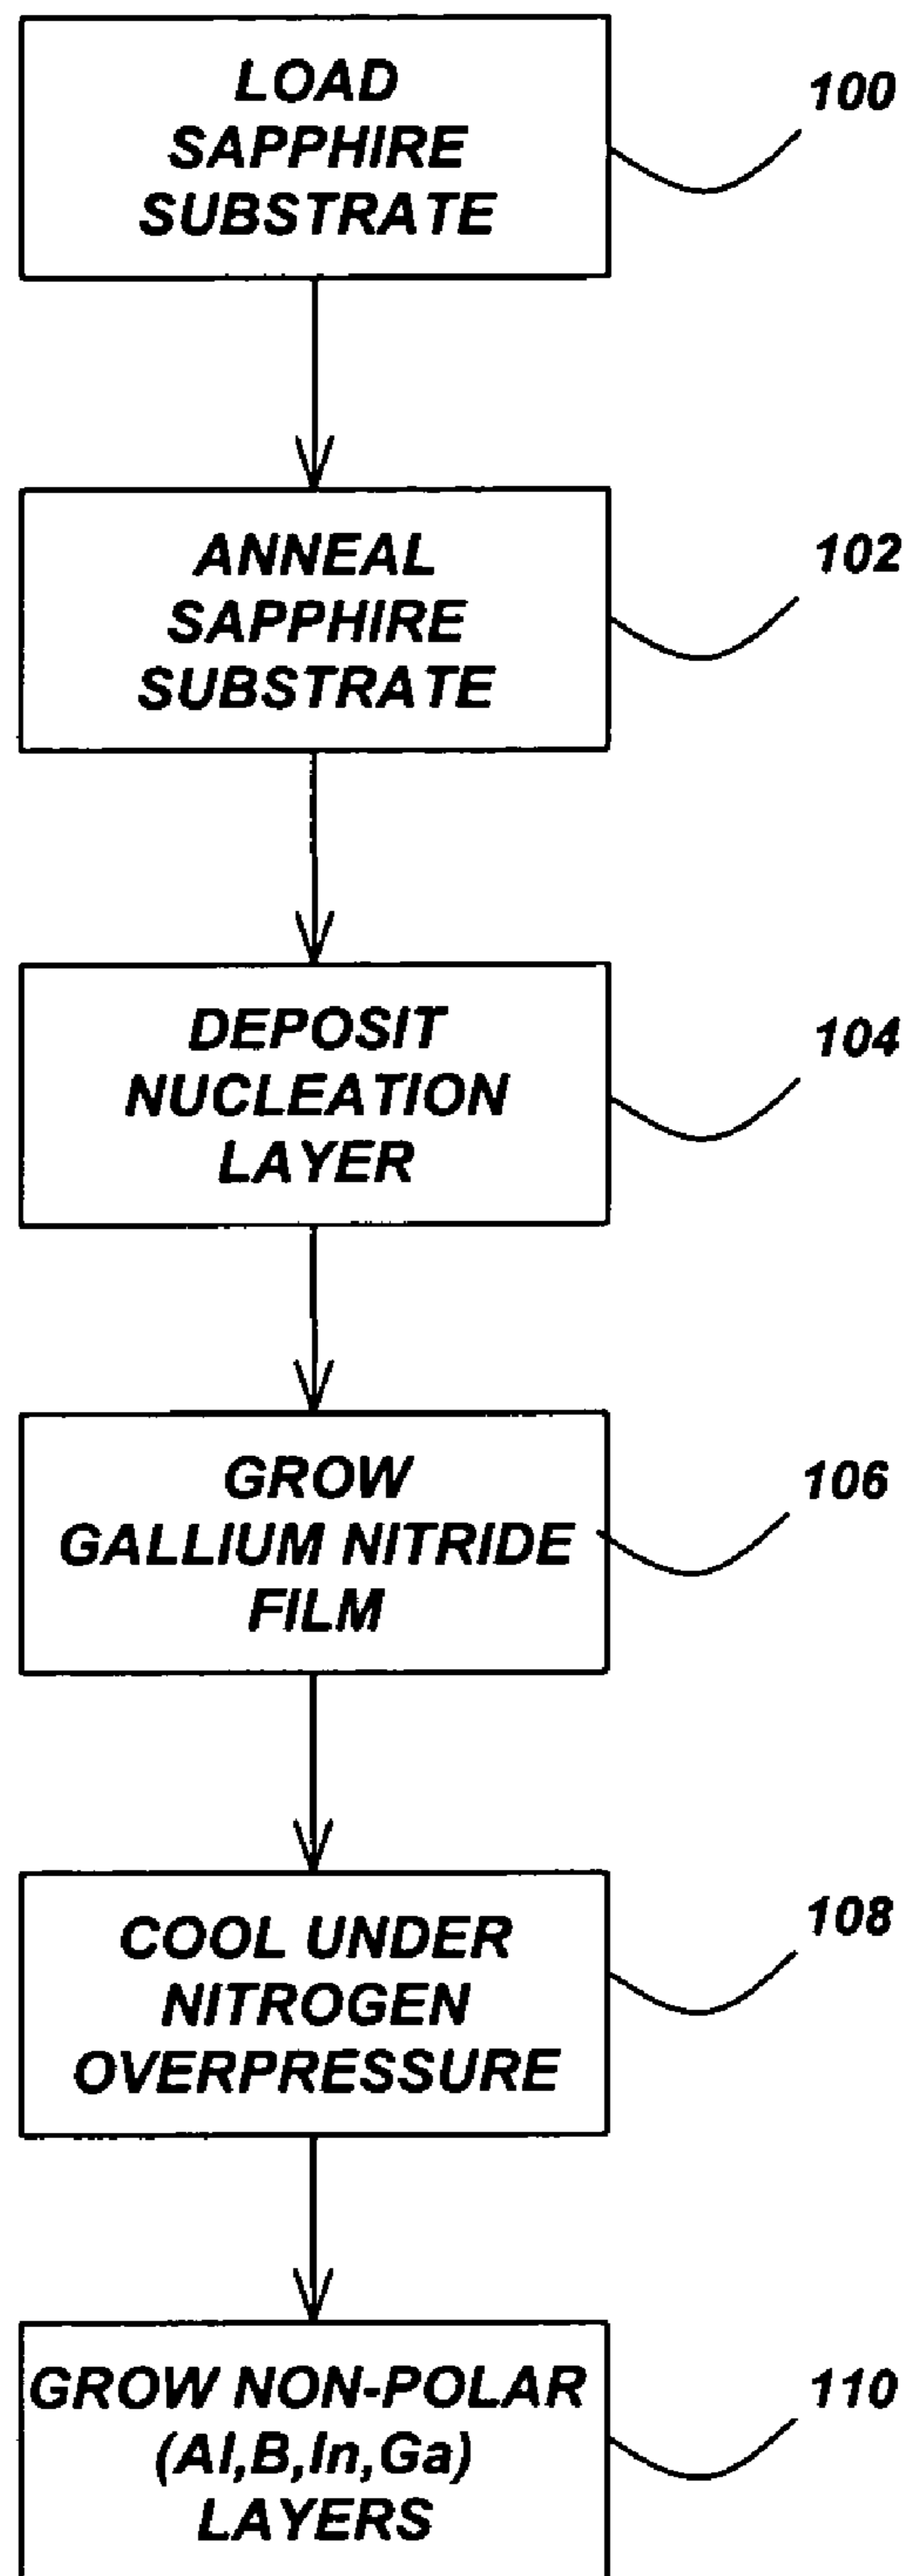 LOAD
SAPPHIRE
SUBSTRATE
100
ANNEAL
SAPPHIRE
SUBSTRATE
102
DEPOSIT
NUCLEATION
LAYER
104
GROW
GALLIUM NITRIDE
FILM
106
COOL UNDER
NITROGEN
OVERPRESSURE
108
GROW NON-POLAR
(Al,B,In,Ga)
LAYERS
110